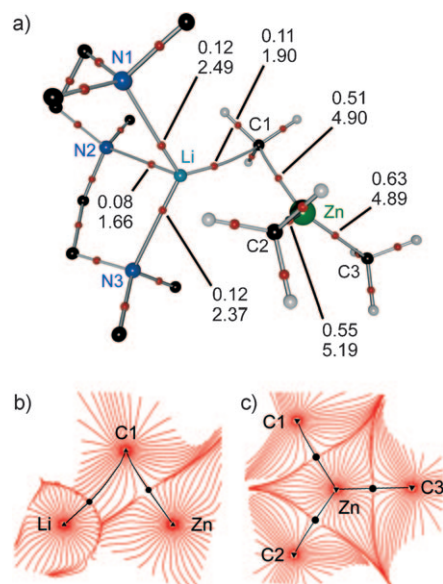 a)
N1
0.12
2.49
0.11
1.90
0.51
4.90
C1
Li
N2
0.63
4.89
0.08
1.66
Zn
C2
C3
N3
0.12
2.37
0.55
5.19
b)
C1
Li
Zn
c)
C1
C3
Zn
C2